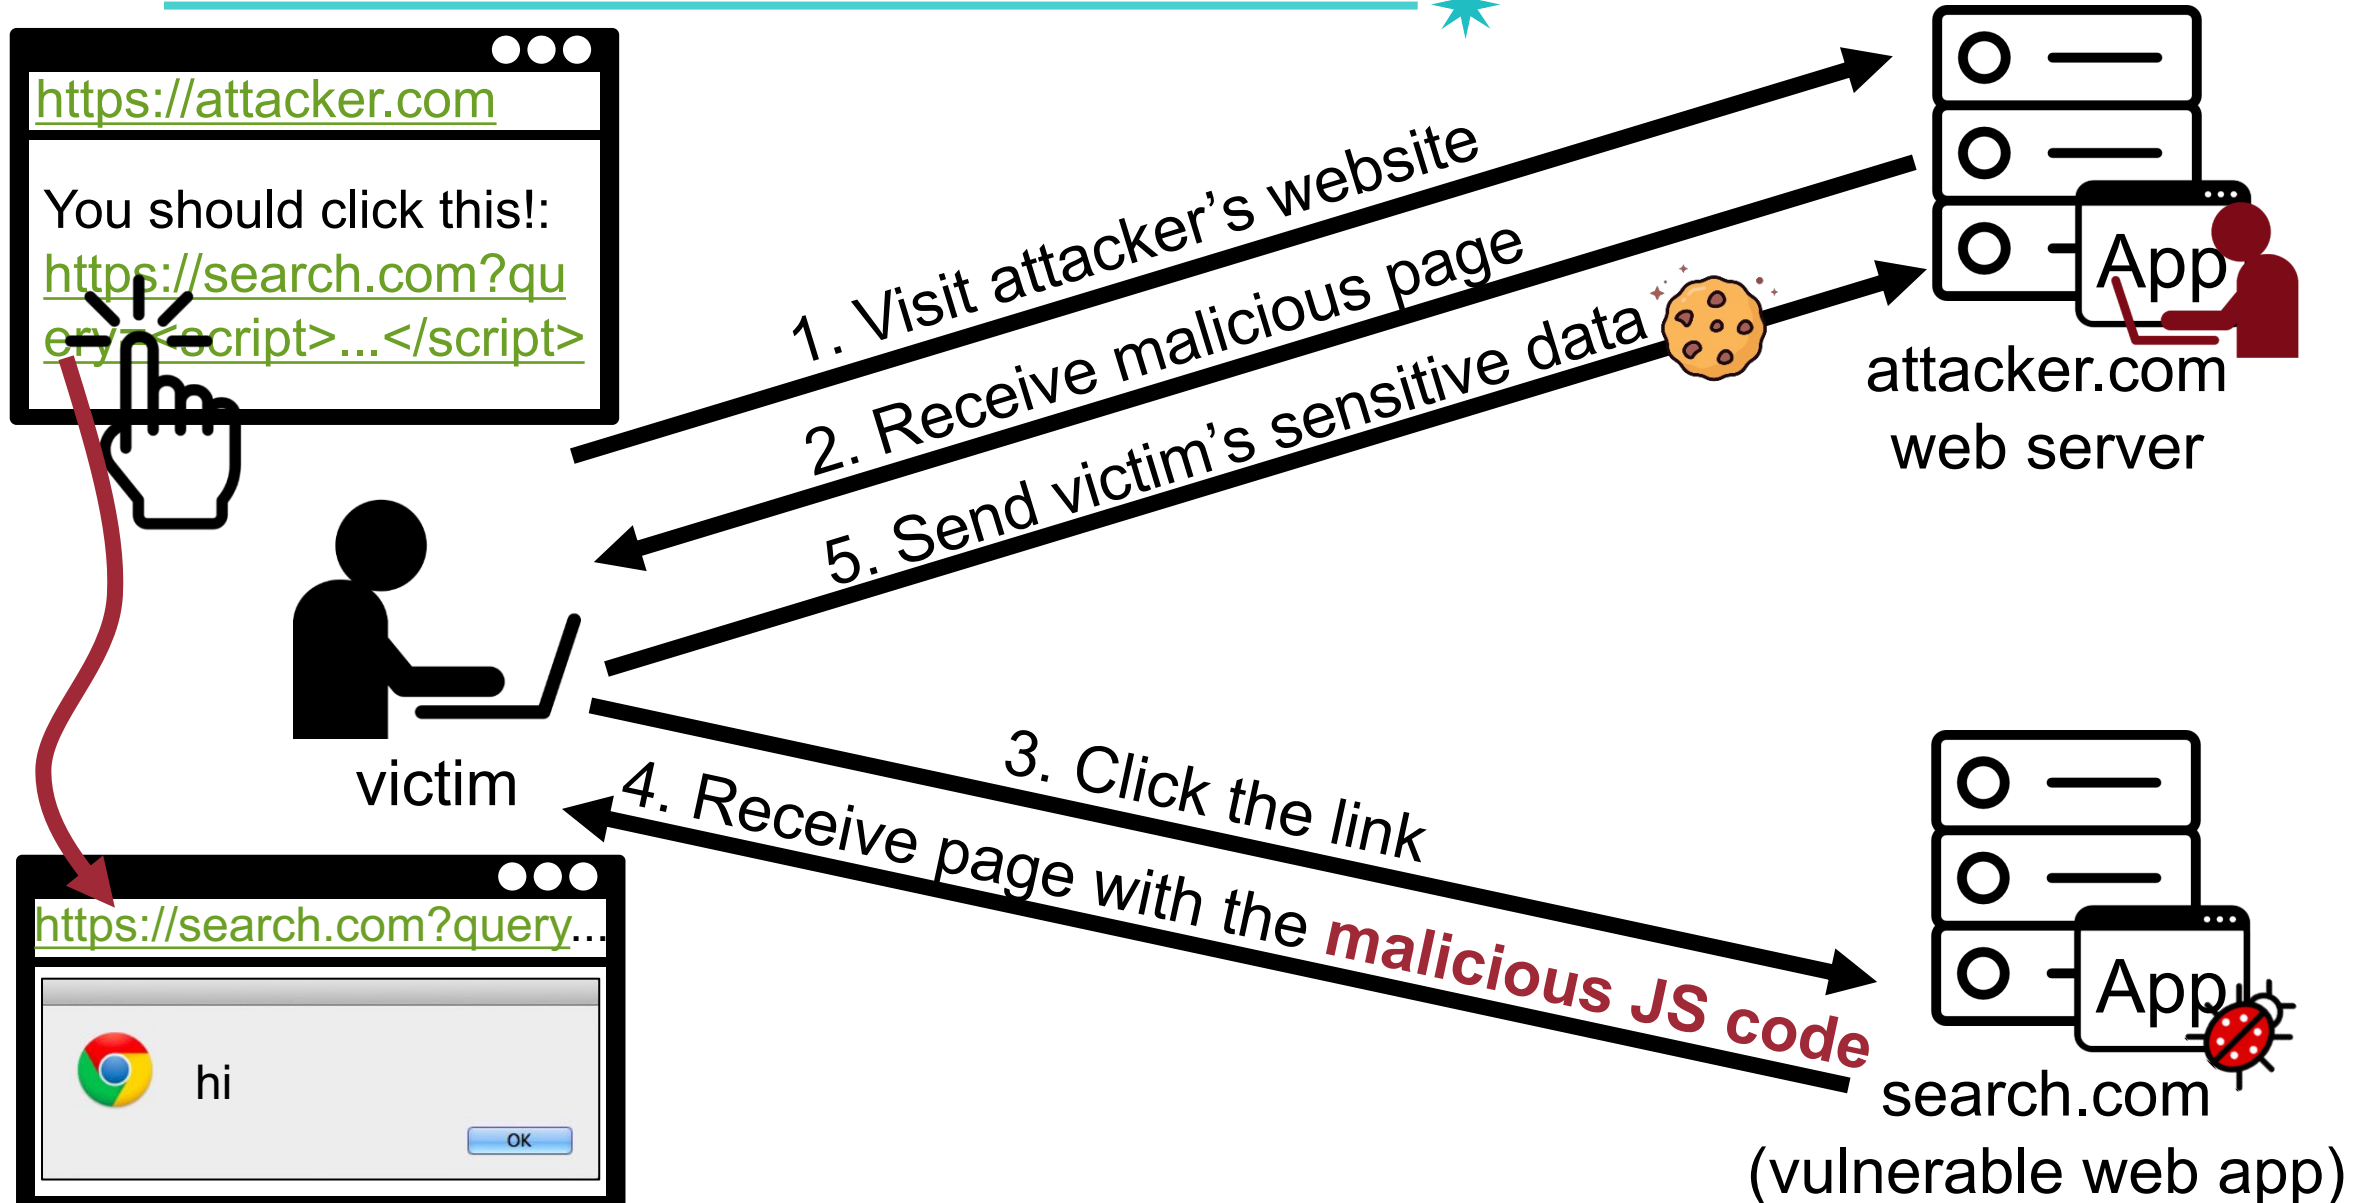 https://attacker.com
You should click this!:
https://search.com?qu
ery=<script>...</script>
1. Visit attacker’s website
2. Receive malicious page
5. Send victim’s sensitive data
App
attacker.com
web server
victim
3. Click the link
4. Receive page with the malicious JS code
https://search.com?query...
hi
OK
App
search.com
(vulnerable web app)